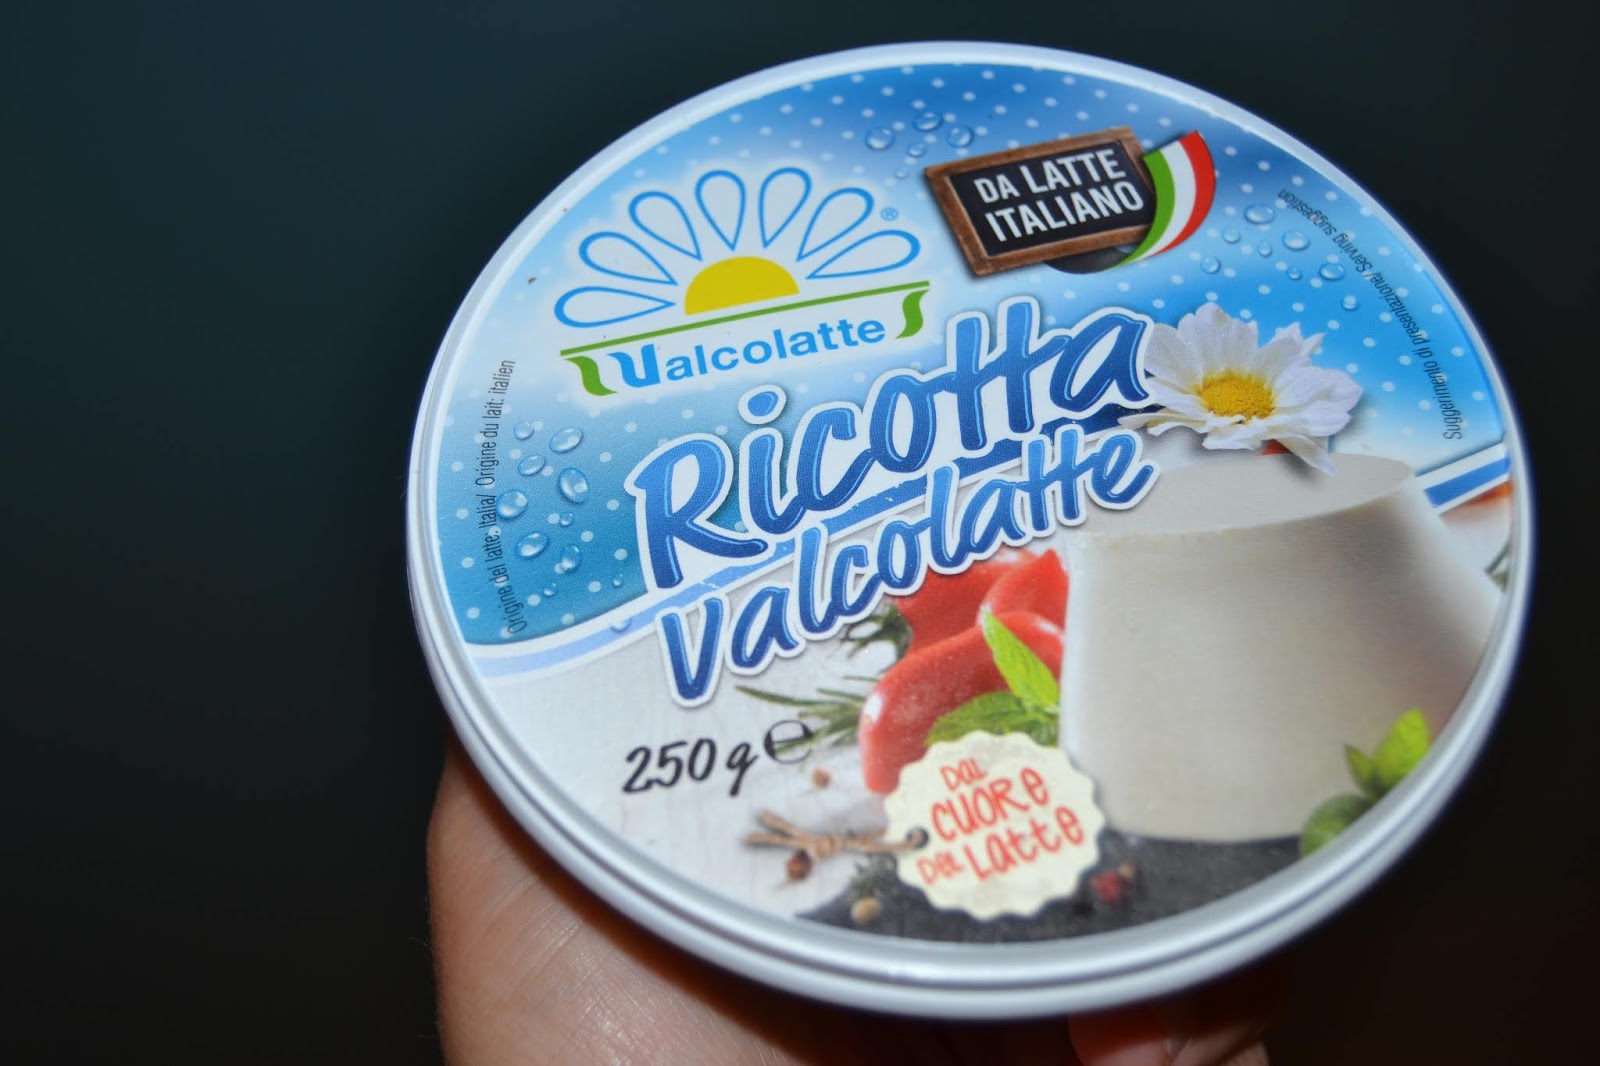 DA LATTE
ITALIANO
®
Valcolatte
Suggerimento di presentazione/ Serving suggestion
Origine del latte: Italia/ Origine du lait: italien
Ricotta
Valcolatte
250 g ℮
Dal
CUORE
DEL LATTE